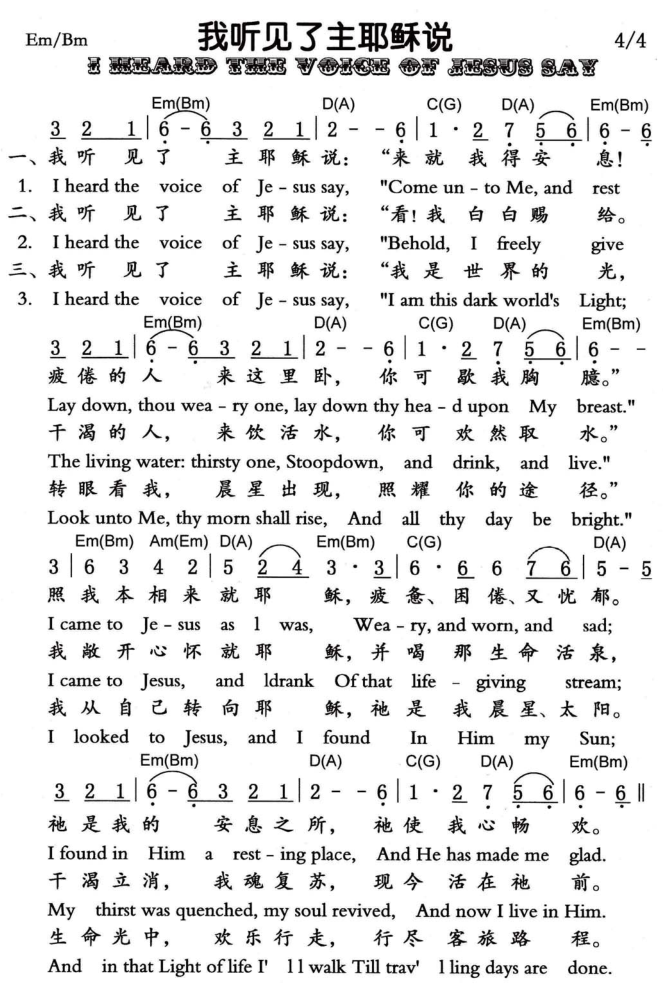 Em/Bm 我听见了主耶稣说 4/4
I HEARD THE VOICE OF JESUS SAY
Em(Bm) D(A) C(G) D(A) Em(Bm)
3 2 1 | 6 - 6 3 2 1 | 2 - - 6 | 1 · 2 7 5 6 | 6 - 6
一、我听见了主耶稣说：“来就我得安息!
1. I heard the voice of Je - sus say, "Come un - to Me, and rest
二、我听见了主耶稣说：“看!我白白赐给。
2. I heard the voice of Je - sus say, "Behold, I freely give
三、我听见了主耶稣说：“我是世界的光，
3. I heard the voice of Je - sus say, "I am this dark world's Light;
Em(Bm) D(A) C(G) D(A) Em(Bm)
3 2 1 | 6 - 6 3 2 1 | 2 - - 6 | 1 · 2 7 5 6 | 6 - -
疲倦的人来这里卧，你可歇我胸臆。”
Lay down, thou wea - ry one, lay down thy hea - d upon My breast."
干渴的人，来饮活水，你可欢然取水。”
The living water: thirsty one, Stoopdown, and drink, and live."
转眼看我，晨星出现，照耀你的途径。”
Look unto Me, thy morn shall rise, And all thy day be bright."
Em(Bm) Am(Em) D(A) Em(Bm) C(G) D(A)
3 | 6 3 4 2 | 5 2 4 3 · 3 | 6 · 6 6 7 6 | 5 - 5
照我本相来就耶稣，疲惫、困倦、又忧郁。
I came to Je - sus as l was, Wea - ry, and worn, and sad;
我敞开心怀就耶稣，并喝那生命活泉，
I came to Jesus, and ldrank Of that life - giving stream;
我从自己转向耶稣，祂是我晨星、太阳。
I looked to Jesus, and I found In Him my Sun;
Em(Bm) D(A) C(G) D(A) Em(Bm)
3 2 1 | 6 - 6 3 2 1 | 2 - - 6 | 1 · 2 7 5 6 | 6 - 6 ||
祂是我的安息之所，祂使我心畅欢。
I found in Him a rest - ing place, And He has made me glad.
干渴立消，我魂复苏，现今活在祂前。
My thirst was quenched, my soul revived, And now I live in Him.
生命光中，欢乐行走，行尽客旅路程。
And in that Light of life I' l l walk Till trav' l ling days are done.